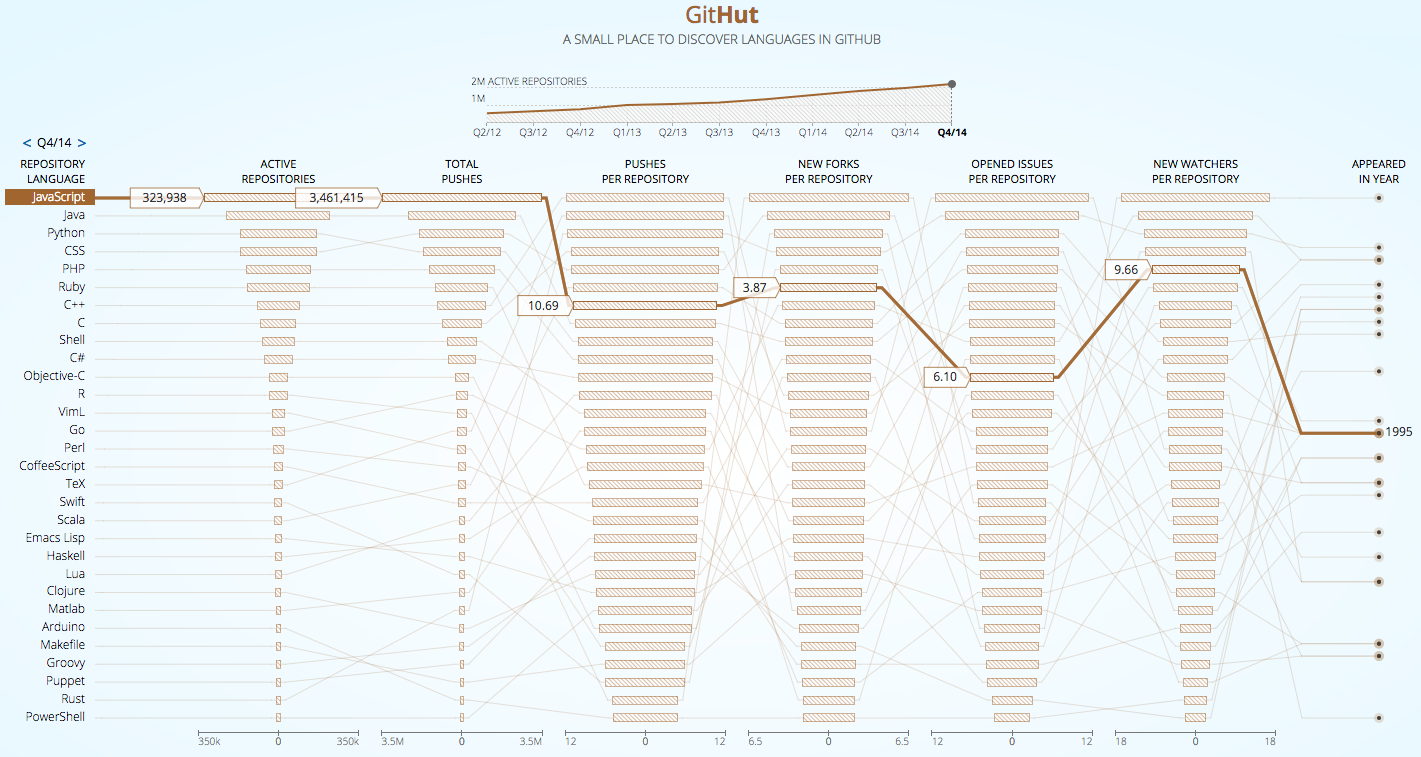 GitHut
A SMALL PLACE TO DISCOVER LANGUAGES IN GITHUB
2M ACTIVE REPOSITORIES
1M
Q2/12 Q3/12 Q4/12 Q1/13 Q2/13 Q3/13 Q4/13 Q1/14 Q2/14 Q3/14 Q4/14
< Q4/14 >
REPOSITORY LANGUAGE
ACTIVE REPOSITORIES
TOTAL PUSHES
PUSHES PER REPOSITORY
NEW FORKS PER REPOSITORY
OPENED ISSUES PER REPOSITORY
NEW WATCHERS PER REPOSITORY
APPEARED IN YEAR
JavaScript 323,938 3,461,415
Java
Python
CSS
PHP 9.66
Ruby 3.87
C++ 10.69
C
Shell
C#
Objective-C 6.10
R
VimL
Go 1995
Perl
CoffeeScript
TeX
Swift
Scala
Emacs Lisp
Haskell
Lua
Clojure
Matlab
Arduino
Makefile
Groovy
Puppet
Rust
PowerShell
350k 0 350k 3.5M 0 3.5M 12 0 12 6.5 0 6.5 12 0 12 18 0 18